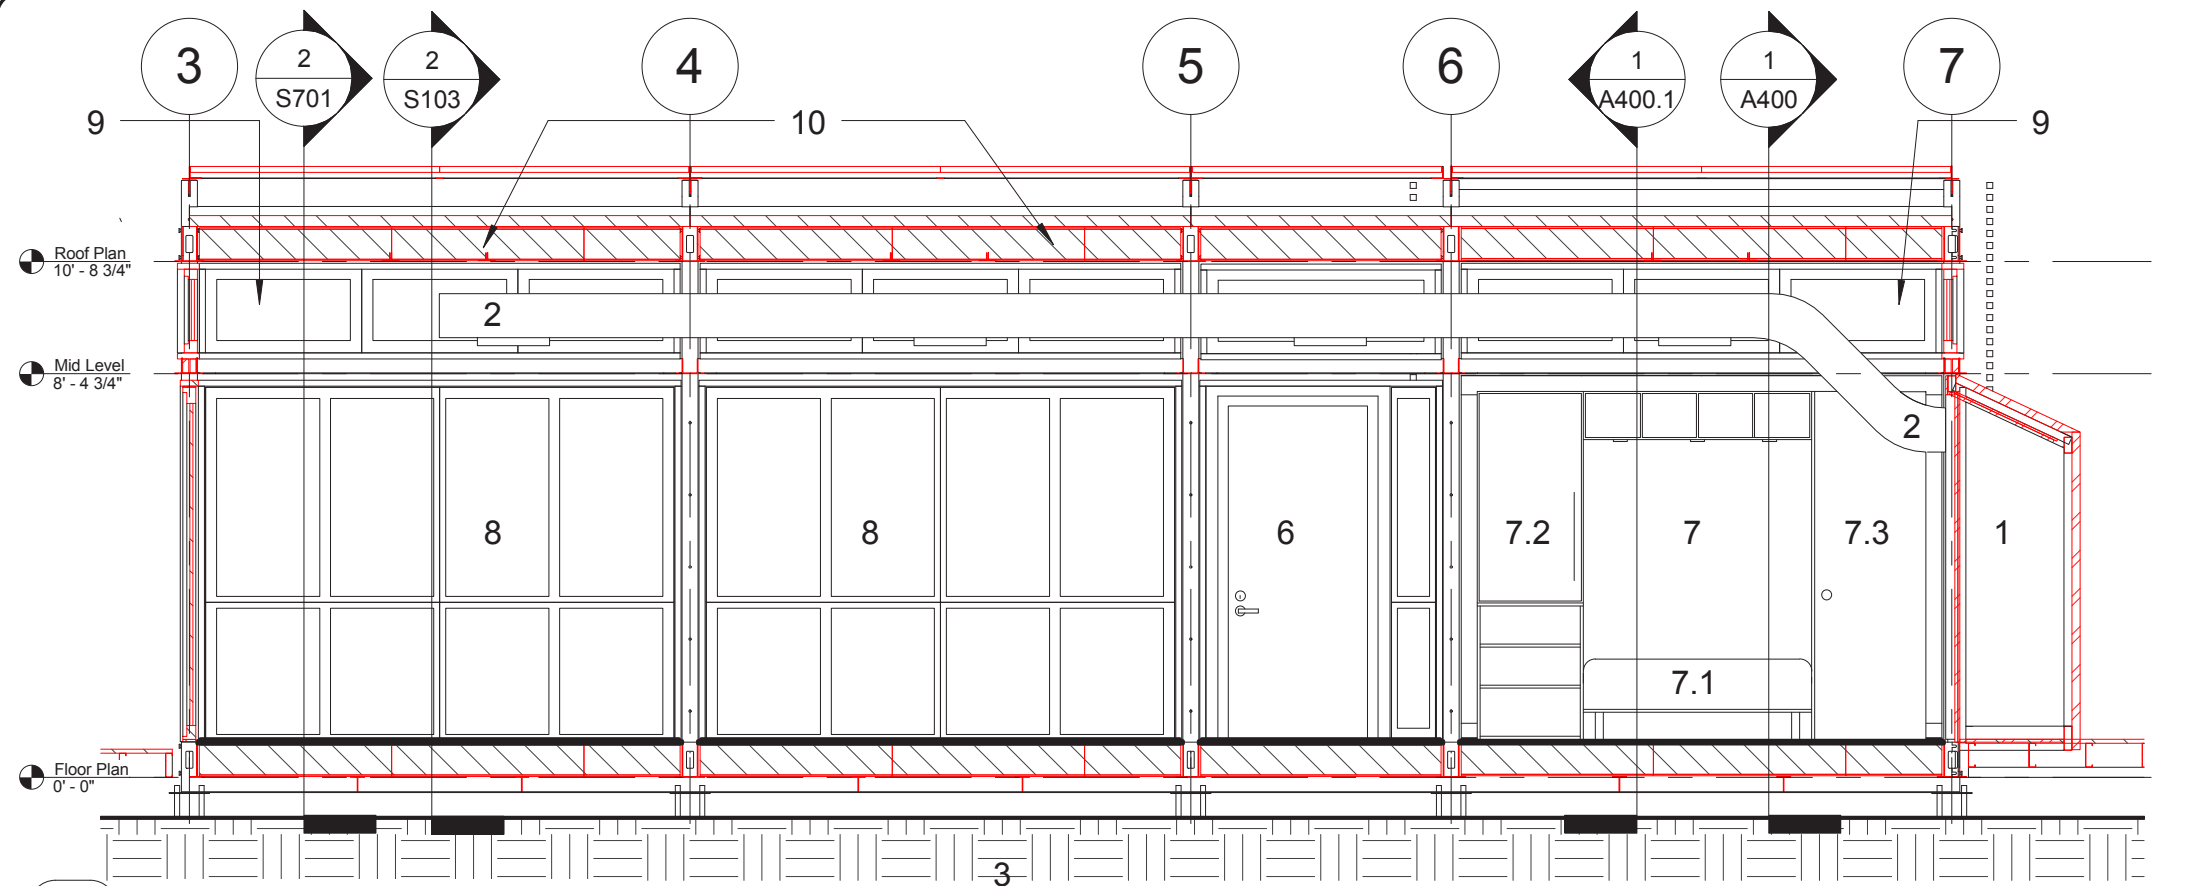 3
2
S701
2
S103
4
5
6
1
A400.1
1
A400
7
9
10
9
Roof Plan
10' - 8 3/4"
2
Mid Level
8' - 4 3/4"
2
8
8
6
7.2
7
7.3
1
7.1
Floor Plan
0' - 0"
3